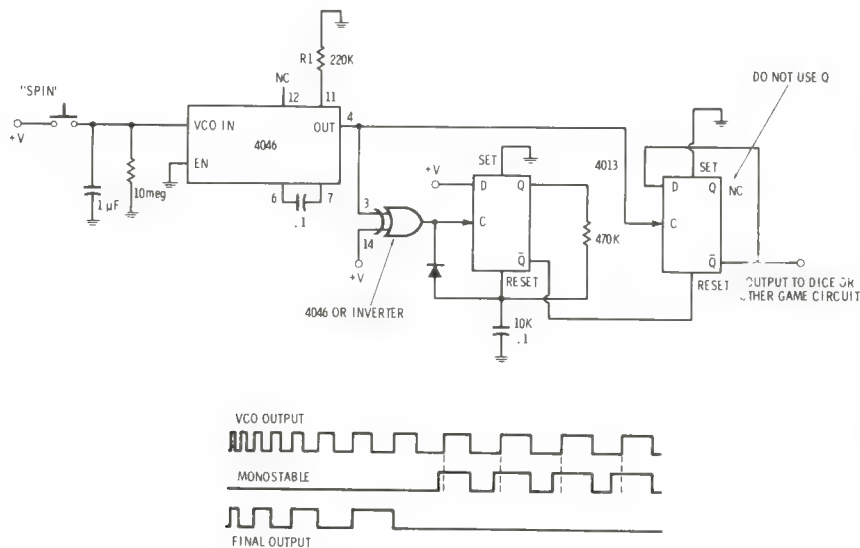 R1
220K
"SPIN'
NC
12
11
4
DO NOT USE Q
+V
VCO IN
OUT
4046
EN
SET
4013
SET
1 µF
10meg
6
7
.1
+V
D
Q
D
Q
NC
3
C
470K
C
14
Q
Q
+V
RESET
RESET
OUTPUT TO DICE OR
OTHER GAME CIRCUIT
4046 OR INVERTER
10K
.1
VCO OUTPUT
MONOSTABLE
FINAL OUTPUT